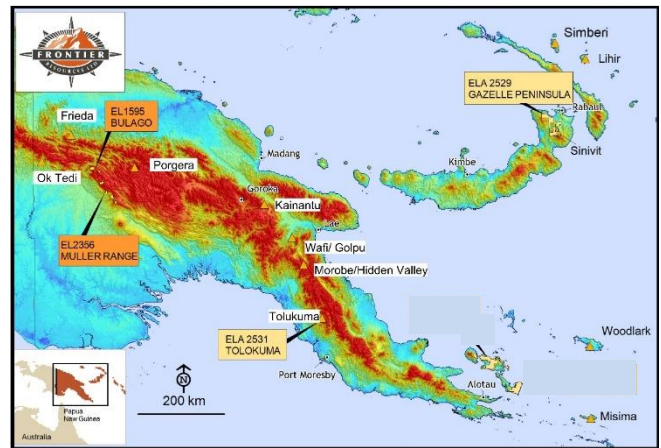 FRONTIER
RESOURCES LTD
Simberi
Lihir
ELA 2529
GAZELLE PENINSULA
Rabaul
Sinivit
EL1595
BULAGO
Frieda
Madang
Kimbe
Ok Tedi
Porgera
Goroka
Kainantu
Lae
EL2356
MULLER RANGE
Wafi/ Golpu
Morobe/Hidden Valley
Tolukuma
ELA 2531
TOLOKUMA
Woodlark
Port Moresby
Alotau
Misima
N
200 km
Papua
New Guinea
Australia